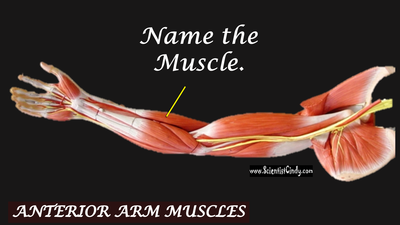 Name the
Muscle.
www.ScientistCindy.com
ANTERIOR ARM MUSCLES